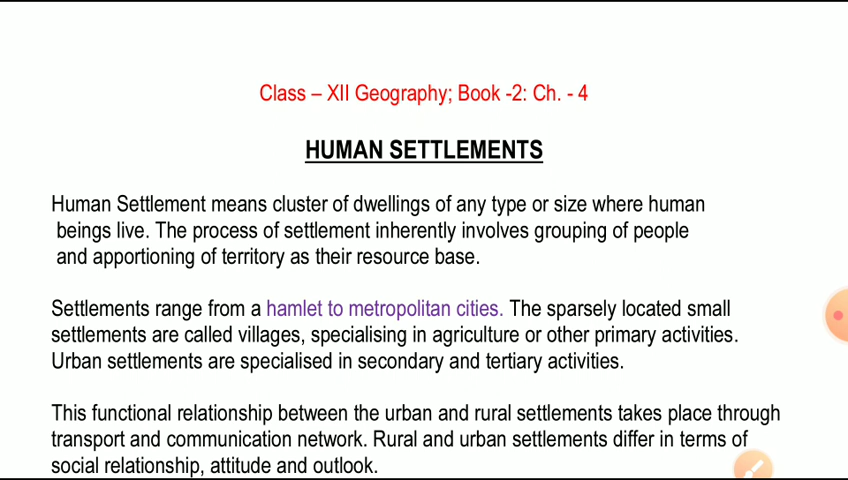 Class – XII Geography; Book -2: Ch. - 4
HUMAN SETTLEMENTS
Human Settlement means cluster of dwellings of any type or size where human
beings live. The process of settlement inherently involves grouping of people
and apportioning of territory as their resource base.
Settlements range from a hamlet to metropolitan cities. The sparsely located small
settlements are called villages, specialising in agriculture or other primary activities.
Urban settlements are specialised in secondary and tertiary activities.
This functional relationship between the urban and rural settlements takes place through
transport and communication network. Rural and urban settlements differ in terms of
social relationship, attitude and outlook.